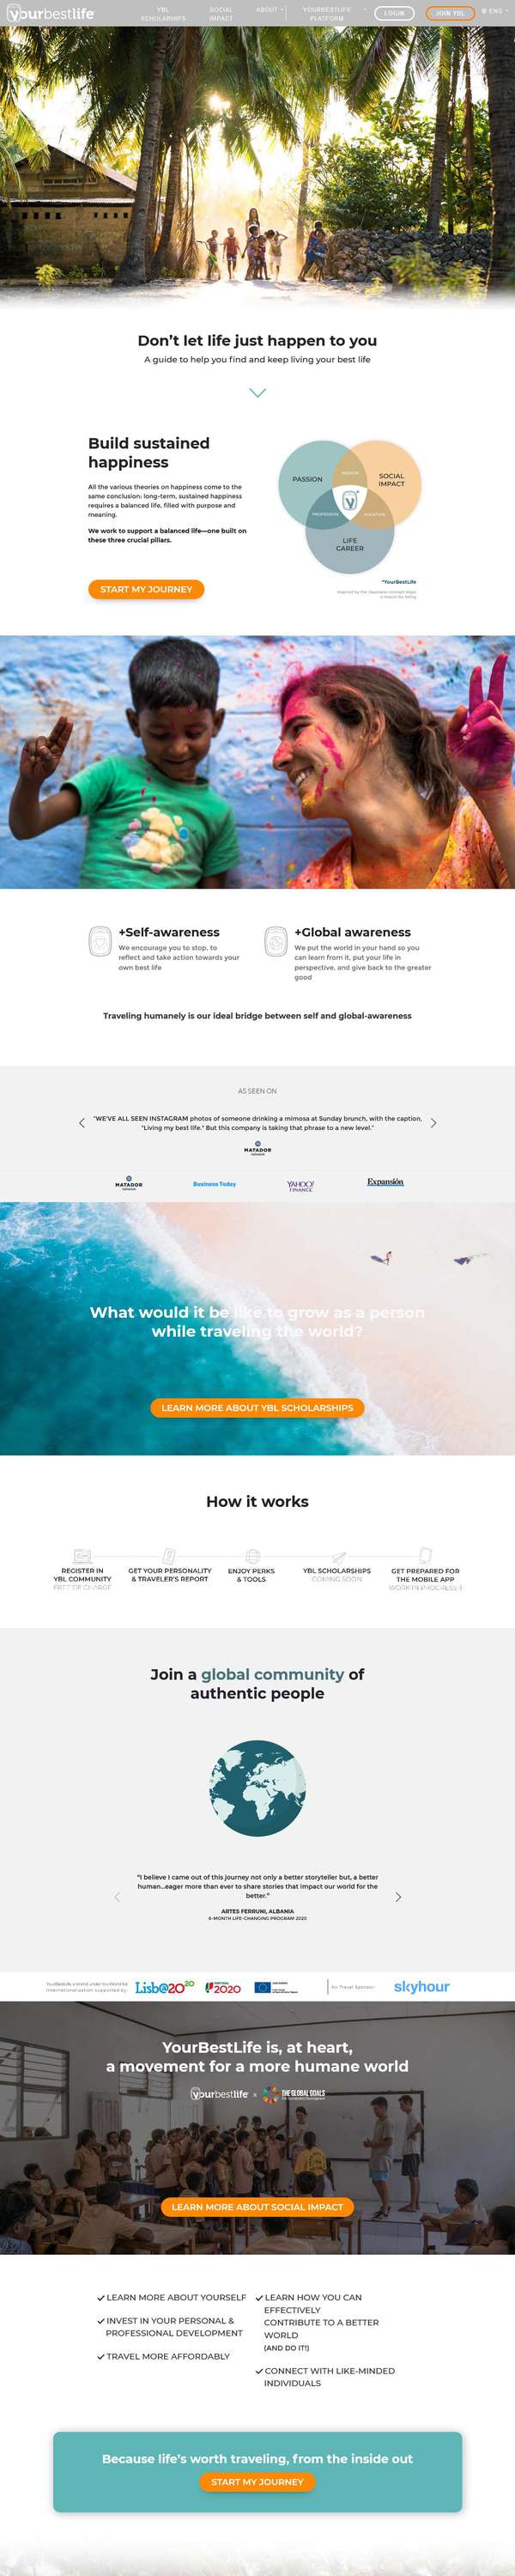 yourbestlife
YBL
SCHOLARSHIPS
SOCIAL
IMPACT
ABOUT
YOURBESTLIFE
PLATFORM
LOGIN
JOIN YBL
ENG
Don't let life just happen to you
A guide to help you find and keep living your best life
Build sustained
happiness
All the various theories on happiness come to the
same conclusion: long-term, sustained happiness
requires a balanced life, filled with purpose and
meaning.
We work to support a balanced life—one built on
these three crucial pillars.
START MY JOURNEY
PASSION
MISSION
SOCIAL
IMPACT
PROFESSION
VOCATION
LIFE
CAREER
*YourBestLife
Inspired by the Japanese concept Ikigai
a reason for being
+Self-awareness
We encourage you to stop, to
reflect and take action towards your
own best life
+Global awareness
We put the world in your hand so you
can learn from it, put your life in
perspective, and give back to the greater
good
Traveling humanely is our ideal bridge between self and global-awareness
AS SEEN ON
"WE'VE ALL SEEN INSTAGRAM photos of someone drinking a mimosa at Sunday brunch, with the caption,
"Living my best life." But this company is taking that phrase to a new level."
MATADOR
MATADOR
Business Today
YAHOO!
FINANCE
Expansión
What would it be like to grow as a person
while traveling the world?
LEARN MORE ABOUT YBL SCHOLARSHIPS
How it works
REGISTER IN
YBL COMMUNITY
FREE OF CHARGE
GET YOUR PERSONALITY
& TRAVELER'S REPORT
ENJOY PERKS
& TOOLS
YBL SCHOLARSHIPS
COMING SOON
GET PREPARED FOR
THE MOBILE APP
WORK IN PROGRESS ;)
Join a global community of
authentic people
"I believe I came out of this journey not only a better storyteller but, a better
human...eager more than ever to share stories that impact our world for the
better."
ARTES FERRUNI, ALBANIA
6-MONTH LIFE-CHANGING PROGRAM 2020
Internationalization supported by:
Lisb@20²⁰
PORTUGAL
2020
Our Travel Sponsor:
skyhour
YourBestLife is, at heart,
a movement for a more humane world
yourbestlife x THE GLOBAL GOALS
LEARN MORE ABOUT SOCIAL IMPACT
LEARN MORE ABOUT YOURSELF
INVEST IN YOUR PERSONAL &
PROFESSIONAL DEVELOPMENT
TRAVEL MORE AFFORDABLY
LEARN HOW YOU CAN
EFFECTIVELY
CONTRIBUTE TO A BETTER
WORLD
(AND DO IT!)
CONNECT WITH LIKE-MINDED
INDIVIDUALS
Because life's worth traveling, from the inside out
START MY JOURNEY